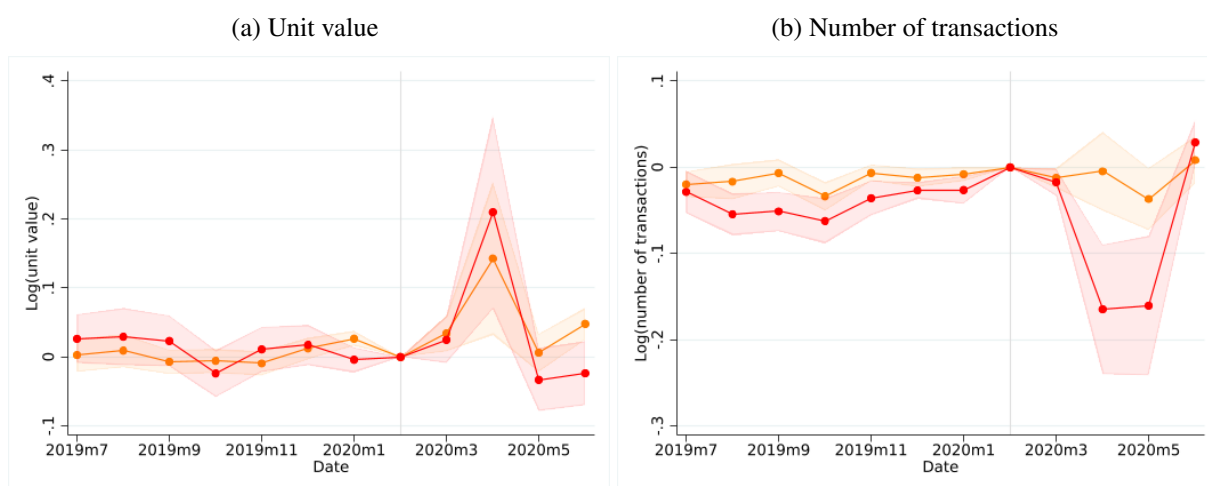 (a) Unit value
(b) Number of transactions
.4
.3
.2
.1
0
-.1
Log(unit value)
2019m7 2019m9 2019m11 2020m1 2020m3 2020m5
Date
.1
0
-.1
-.2
-.3
Log(number of transactions)
2019m7 2019m9 2019m11 2020m1 2020m3 2020m5
Date